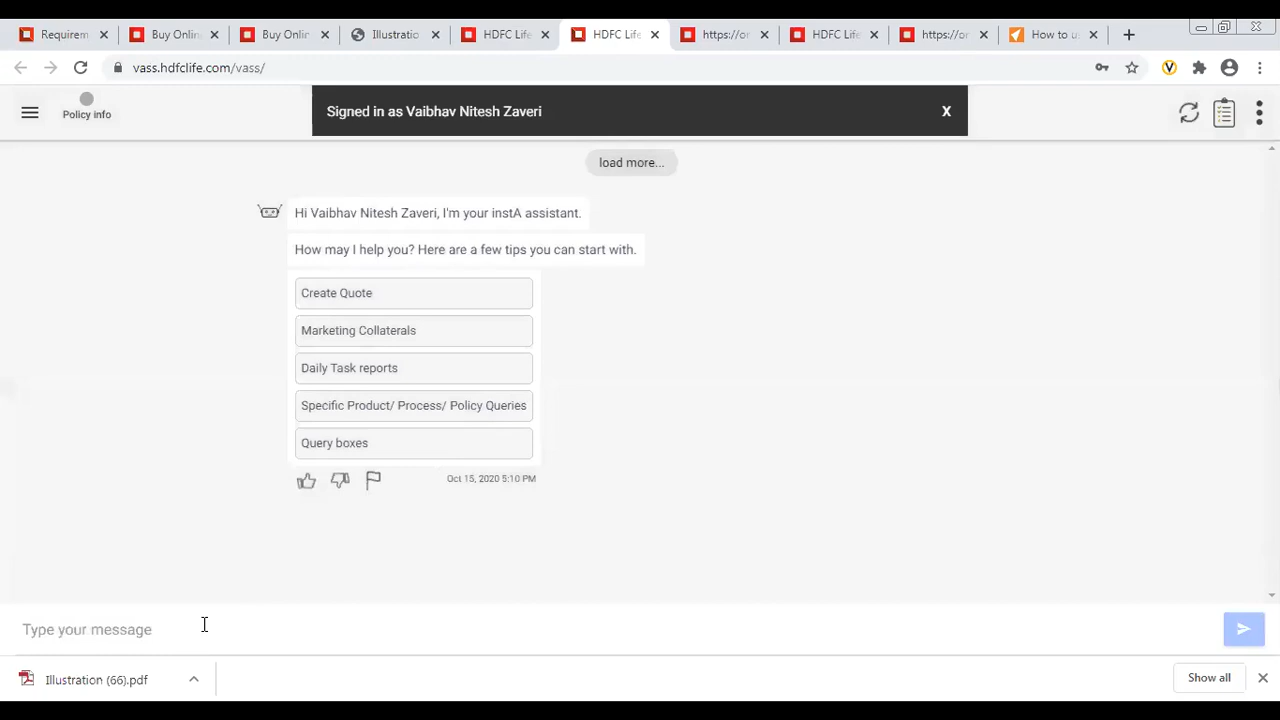 Requirem
Buy Onlin
Buy Onlin
Illustratio
HDFC Life
HDFC Life
https://or
HDFC Life
https://or
How to u
vass.hdfclife.com/vass/
Policy info
Signed in as Vaibhav Nitesh Zaveri X
load more...
Hi Vaibhav Nitesh Zaveri, I'm your instA assistant.
How may I help you? Here are a few tips you can start with.
Create Quote
Marketing Collaterals
Daily Task reports
Specific Product/ Process/ Policy Queries
Query boxes
Oct 15, 2020 5:10 PM
Type your message
Illustration (66).pdf
Show all